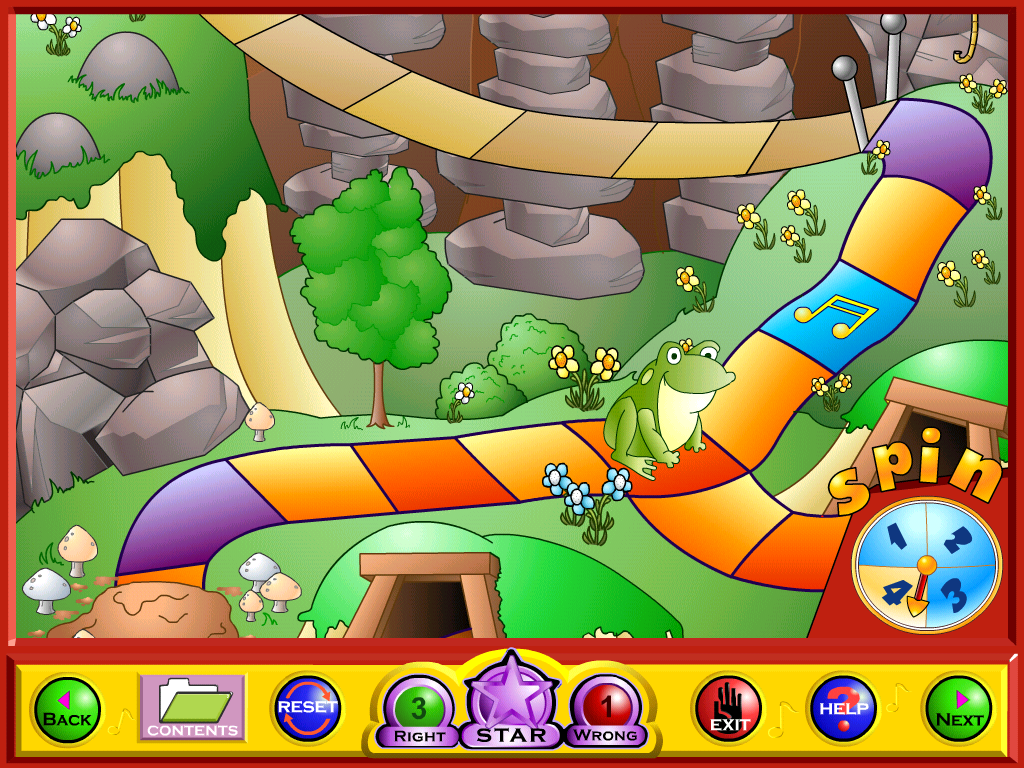 spin
1 2
4 3
BACK
CONTENTS
RESET
3
RIGHT
STAR
1
WRONG
EXIT
?
HELP
NEXT